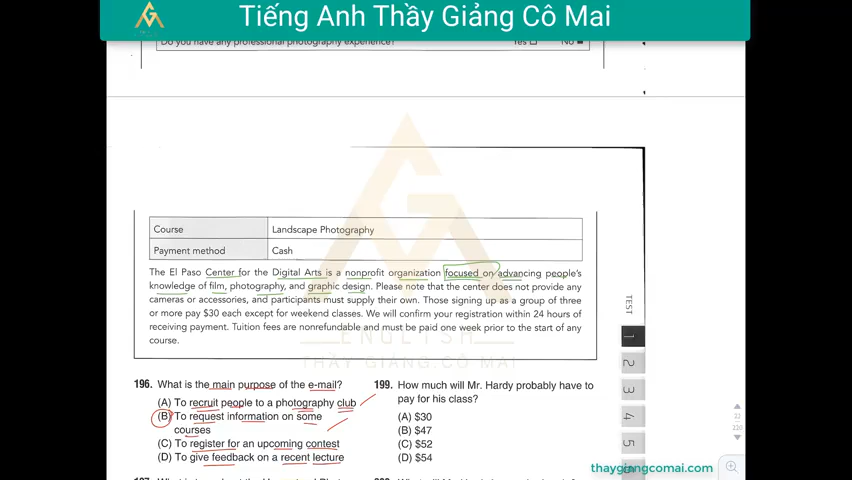 Tiếng Anh Thầy Giảng Cô Mai
Do you have any professional photography experience? Yes No
Course Landscape Photography
Payment method Cash
The El Paso Center for the Digital Arts is a nonprofit organization focused on advancing people's
knowledge of film, photography, and graphic design. Please note that the center does not provide any
cameras or accessories, and participants must supply their own. Those signing up as a group of three
or more pay $30 each except for weekend classes. We will confirm your registration within 24 hours of
receiving payment. Tuition fees are nonrefundable and must be paid one week prior to the start of any
course.
ENGLISH
THẦY GIẢNG.CÔ MAI
TEST
1
2
3
4
5
196. What is the main purpose of the e-mail?
(A) To recruit people to a photography club
(B) To request information on some
courses
(C) To register for an upcoming contest
(D) To give feedback on a recent lecture
199. How much will Mr. Hardy probably have to
pay for his class?
(A) $30
(B) $47
(C) $52
(D) $54
22
220
thaygiangcomai.com